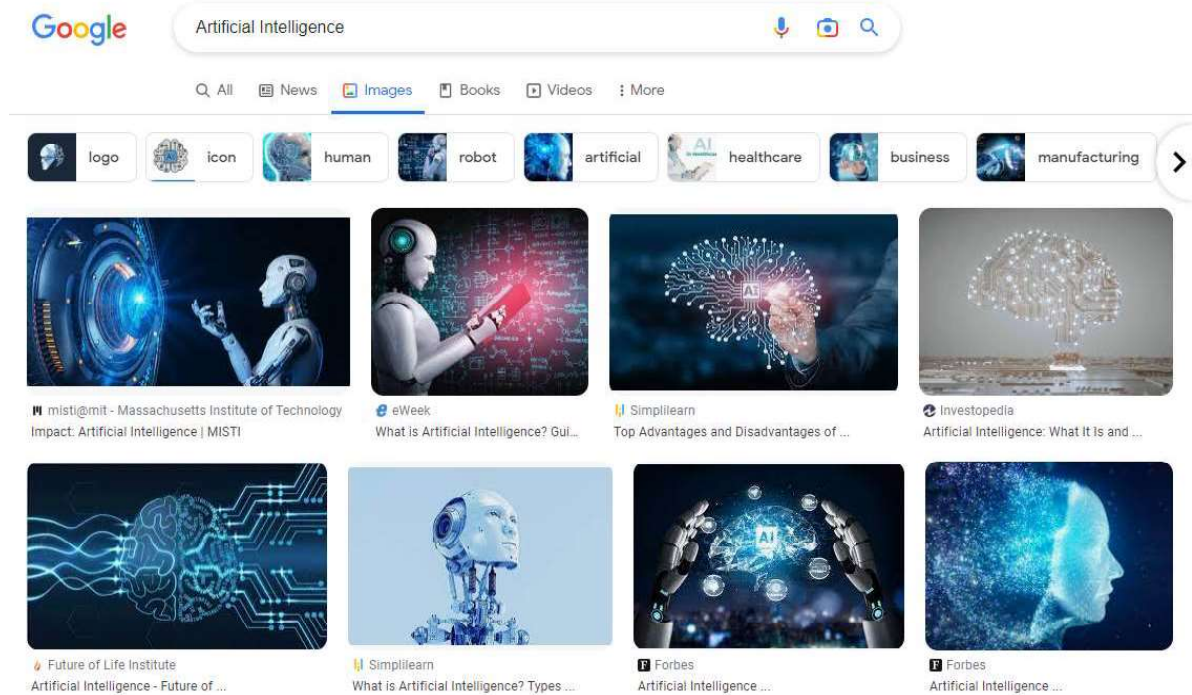 Google
Artificial Intelligence
All News Images Books Videos More
logo icon human robot artificial healthcare business manufacturing
AI
AI
misti@mit - Massachusetts Institute of Technology eWeek Simplilearn Investopedia
Impact: Artificial Intelligence | MISTI What is Artificial Intelligence? Gui... Top Advantages and Disadvantages of ... Artificial Intelligence: What It Is and ...
AI
Future of Life Institute Simplilearn Forbes Forbes
Artificial Intelligence - Future of ... What is Artificial Intelligence? Types ... Artificial Intelligence ... Artificial Intelligence ...